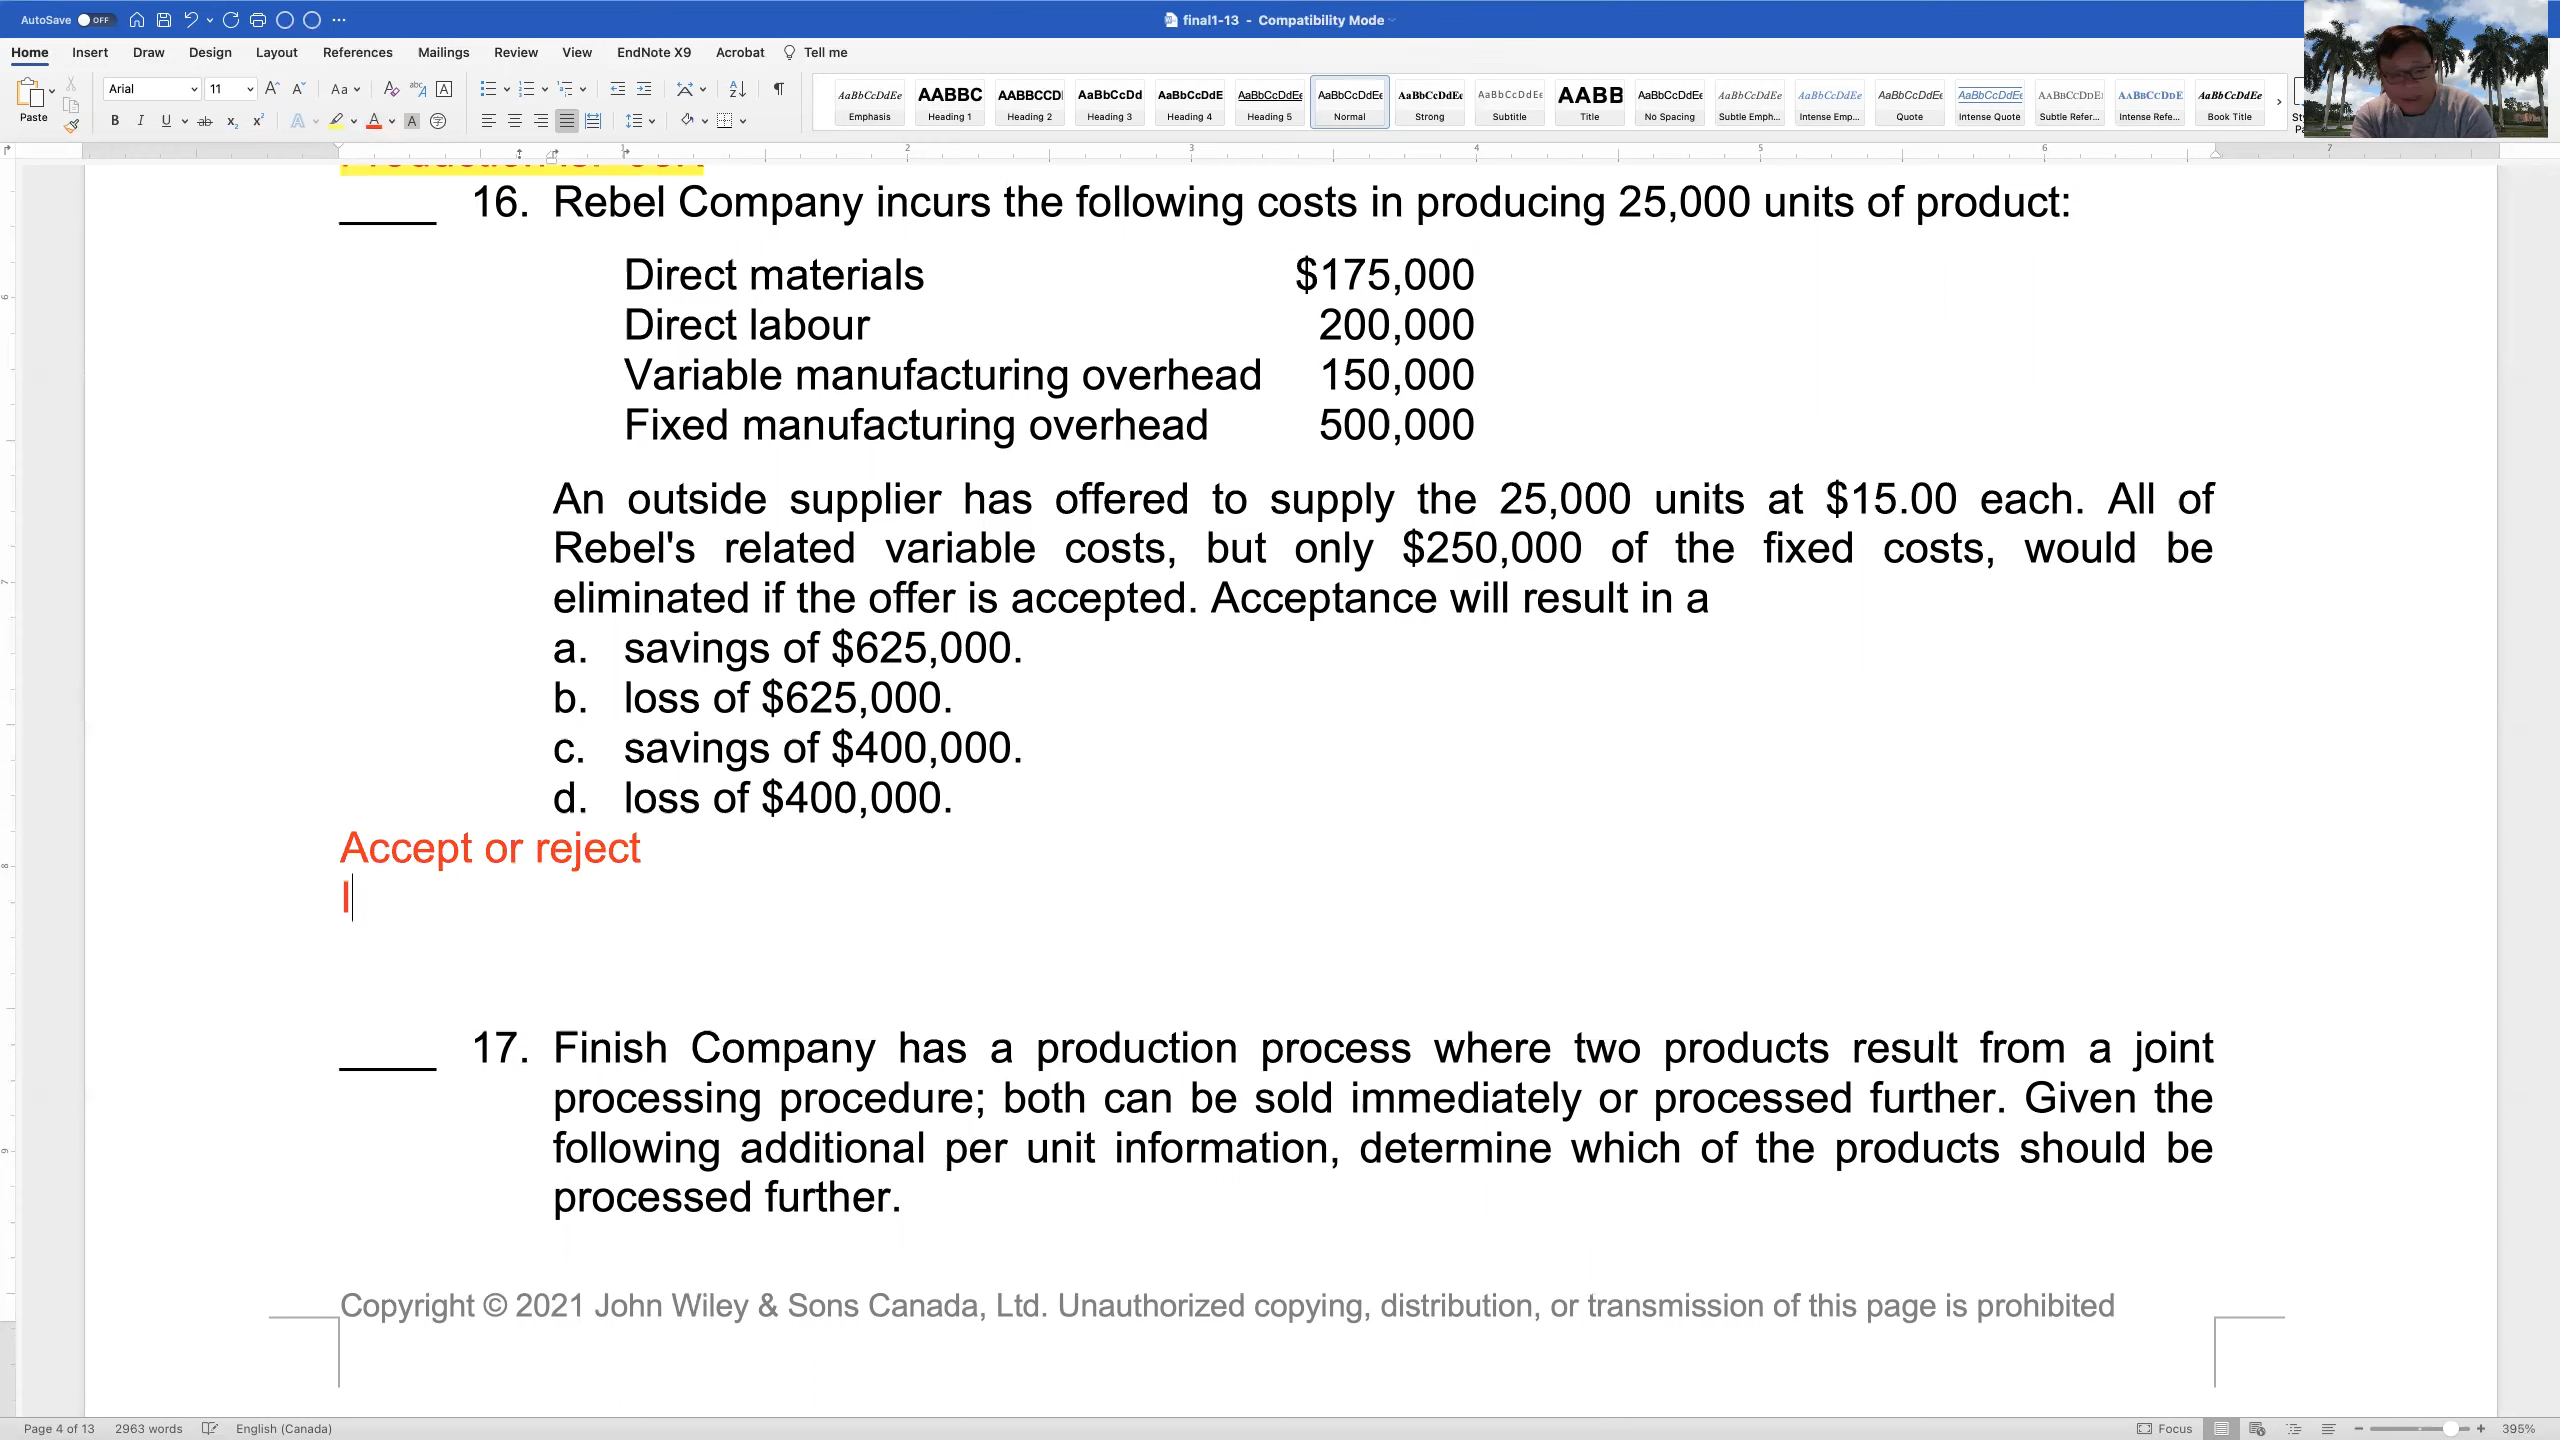 AutoSave OFF final1-13 - Compatibility Mode
Home Insert Draw Design Layout References Mailings Review View EndNote X9 Acrobat Tell me
Paste Arial 11
AaBbCcDdEe AABBC AABBCCD AaBbCcDd AaBbCcDdE AaBbCcDdEe AaBbCcDdEe AaBbCcDdEe AaBbCcDdEe AABB AaBbCcDdEe AaBbCcDdEe AaBbCcDdEe AaBbCcDdEe AaBbCcDdEe AABBCCDDE AABBCCDDE AaBbCcDdEe
Emphasis Heading 1 Heading 2 Heading 3 Heading 4 Heading 5 Normal Strong Subtitle Title No Spacing Subtle Emph... Intense Emp... Quote Intense Quote Subtle Refer... Intense Refe... Book Title
16. Rebel Company incurs the following costs in producing 25,000 units of product:
Direct materials $175,000
Direct labour 200,000
Variable manufacturing overhead 150,000
Fixed manufacturing overhead 500,000
An outside supplier has offered to supply the 25,000 units at $15.00 each. All of
Rebel's related variable costs, but only $250,000 of the fixed costs, would be
eliminated if the offer is accepted. Acceptance will result in a
a. savings of $625,000.
b. loss of $625,000.
c. savings of $400,000.
d. loss of $400,000.
Accept or reject
I
17. Finish Company has a production process where two products result from a joint
processing procedure; both can be sold immediately or processed further. Given the
following additional per unit information, determine which of the products should be
processed further.
Copyright © 2021 John Wiley & Sons Canada, Ltd. Unauthorized copying, distribution, or transmission of this page is prohibited
Page 4 of 13 2963 words English (Canada) Focus 395%